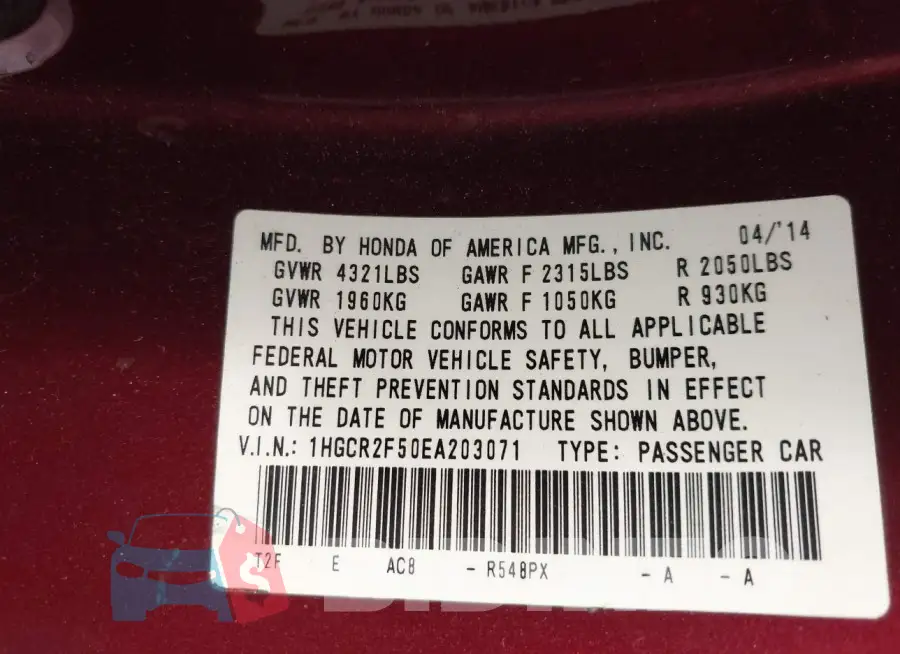 MFD. BY HONDA OF AMERICA MFG., INC. 04/'14
GVWR 4321LBS GAWR F 2315LBS R 2050LBS
GVWR 1960KG GAWR F 1050KG R 930KG
THIS VEHICLE CONFORMS TO ALL APPLICABLE
FEDERAL MOTOR VEHICLE SAFETY, BUMPER,
AND THEFT PREVENTION STANDARDS IN EFFECT
ON THE DATE OF MANUFACTURE SHOWN ABOVE.
V.I.N.: 1HGCR2F50EA203071 TYPE: PASSENGER CAR
T2F E AC8 - R548PX - A - A